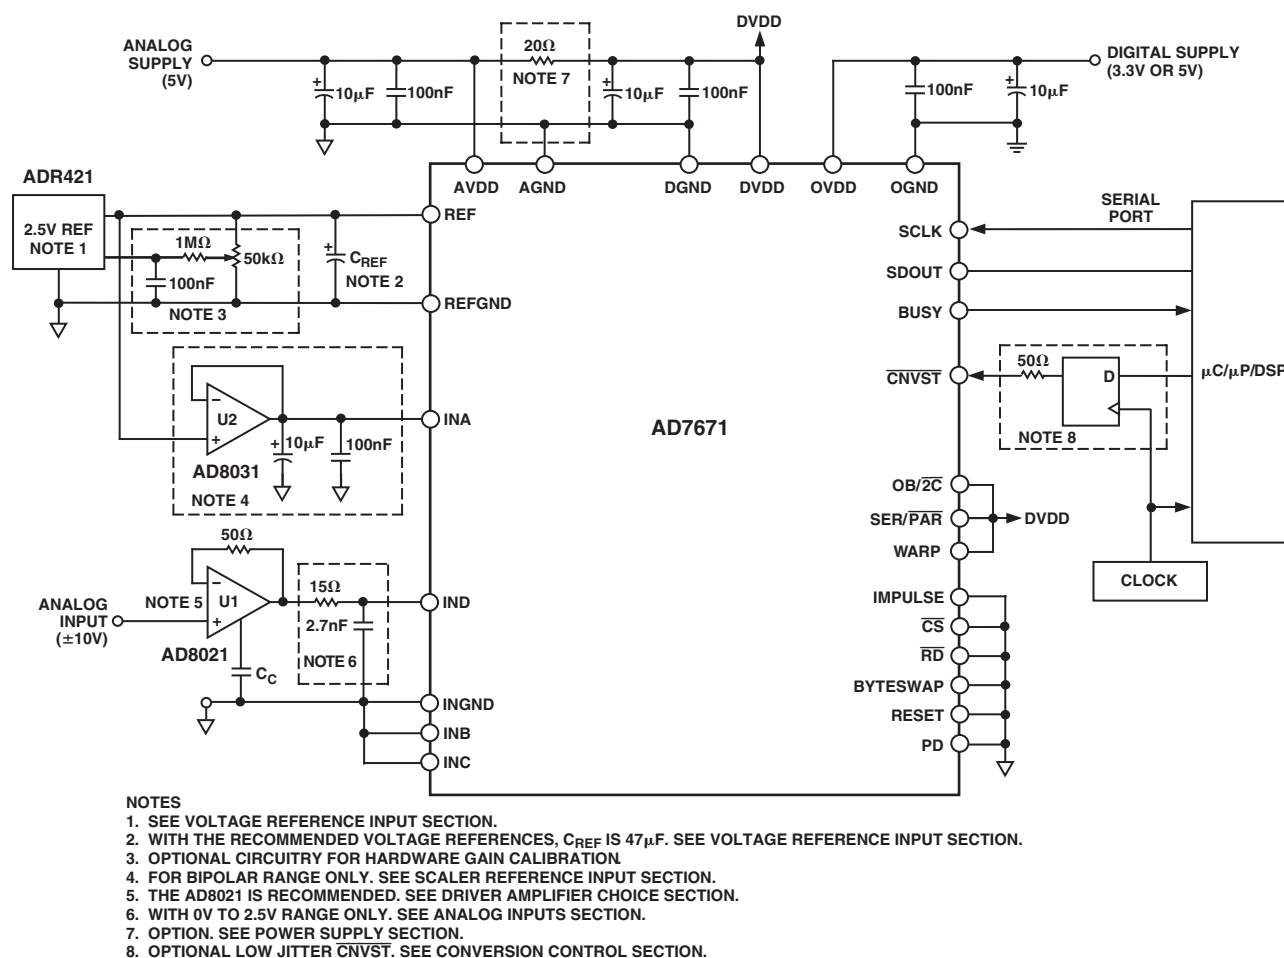 DVDD
ANALOG
SUPPLY
(5V)
20Ω
NOTE 7
DIGITAL SUPPLY
(3.3V OR 5V)
+
10μF
100nF
+
10μF
100nF
100nF
+
10μF
ADR421
AVDD
AGND
DGND
DVDD
OVDD
OGND
2.5V REF
NOTE 1
REF
SERIAL
PORT
SCLK
1MΩ
50kΩ
100nF
NOTE 3
+
CREF
NOTE 2
SDOUT
REFGND
BUSY
50Ω
D
CNVST
μC/μP/DSP
NOTE 8
–
U2
+
AD8031
NOTE 4
+
10μF
100nF
INA
AD7671
OB/2C
SER/PAR
DVDD
WARP
CLOCK
50Ω
ANALOG
INPUT
(±10V)
NOTE 5
–
U1
+
AD8021
CC
15Ω
2.7nF
NOTE 6
IND
IMPULSE
CS
RD
BYTESWAP
RESET
PD
INGND
INB
INC
NOTES
1. SEE VOLTAGE REFERENCE INPUT SECTION.
2. WITH THE RECOMMENDED VOLTAGE REFERENCES, CREF IS 47μF. SEE VOLTAGE REFERENCE INPUT SECTION.
3. OPTIONAL CIRCUITRY FOR HARDWARE GAIN CALIBRATION.
4. FOR BIPOLAR RANGE ONLY. SEE SCALER REFERENCE INPUT SECTION.
5. THE AD8021 IS RECOMMENDED. SEE DRIVER AMPLIFIER CHOICE SECTION.
6. WITH 0V TO 2.5V RANGE ONLY. SEE ANALOG INPUTS SECTION.
7. OPTION. SEE POWER SUPPLY SECTION.
8. OPTIONAL LOW JITTER CNVST. SEE CONVERSION CONTROL SECTION.